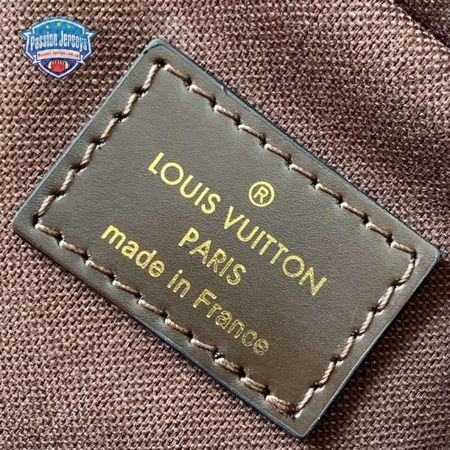 Passion Jerseys
®
LOUIS VUITTON
PARIS
made in France